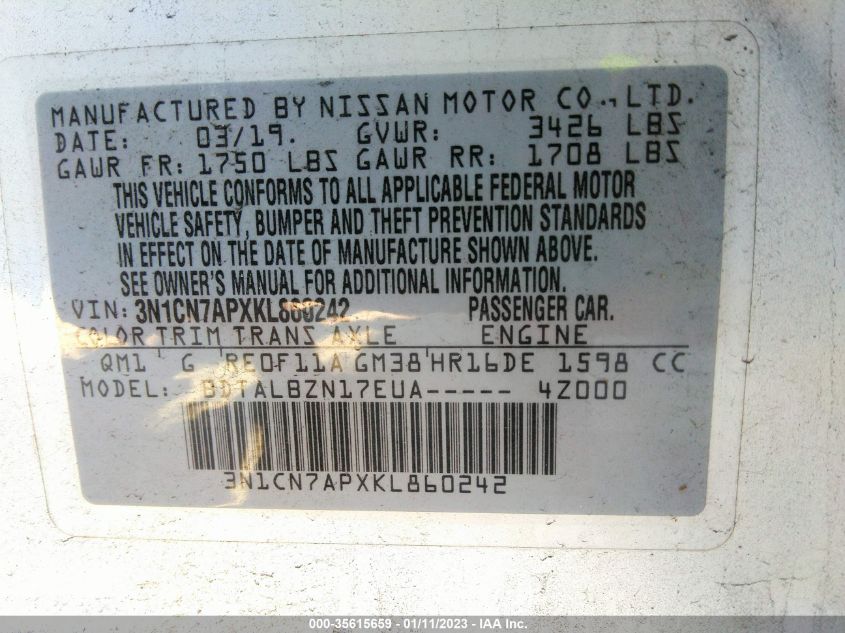 MANUFACTURED BY NISSAN MOTOR CO., LTD.
DATE: 03/19. GVWR: 3426 LBS
GAWR FR: 1750 LBS GAWR RR: 1708 LBS
THIS VEHICLE CONFORMS TO ALL APPLICABLE FEDERAL MOTOR
VEHICLE SAFETY, BUMPER AND THEFT PREVENTION STANDARDS
IN EFFECT ON THE DATE OF MANUFACTURE SHOWN ABOVE.
SEE OWNER'S MANUAL FOR ADDITIONAL INFORMATION.
VIN: 3N1CN7APXKL860242 PASSENGER CAR.
COLOR TRIM TRANS AXLE ENGINE
QM1 G RE0F11A GM38 HR16DE 1598 CC
MODEL: BDTALBZN17EUA----- 4Z000
3N1CN7APXKL860242
000-35615659 - 01/11/2023 - IAA Inc.